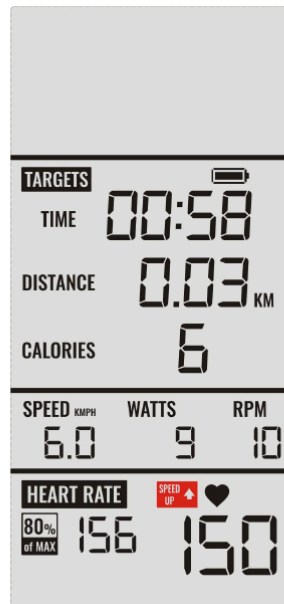 TARGETS
TIME 00:58
DISTANCE 0.03 KM
CALORIES 6
SPEED KMPH WATTS RPM
6.0 9 10
HEART RATE SPEED UP
80% of MAX 156 150